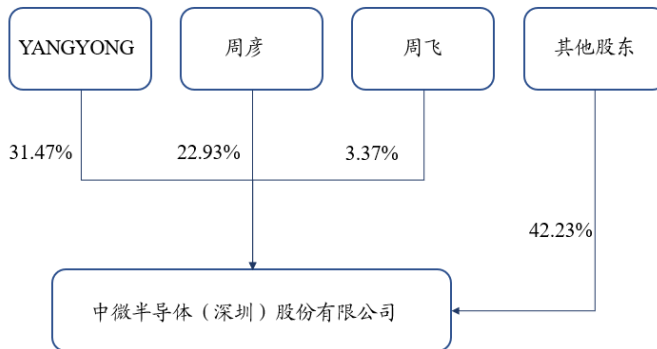 YANGYONG
周彦
周飞
其他股东
31.47%
22.93%
3.37%
42.23%
中微半导体（深圳）股份有限公司